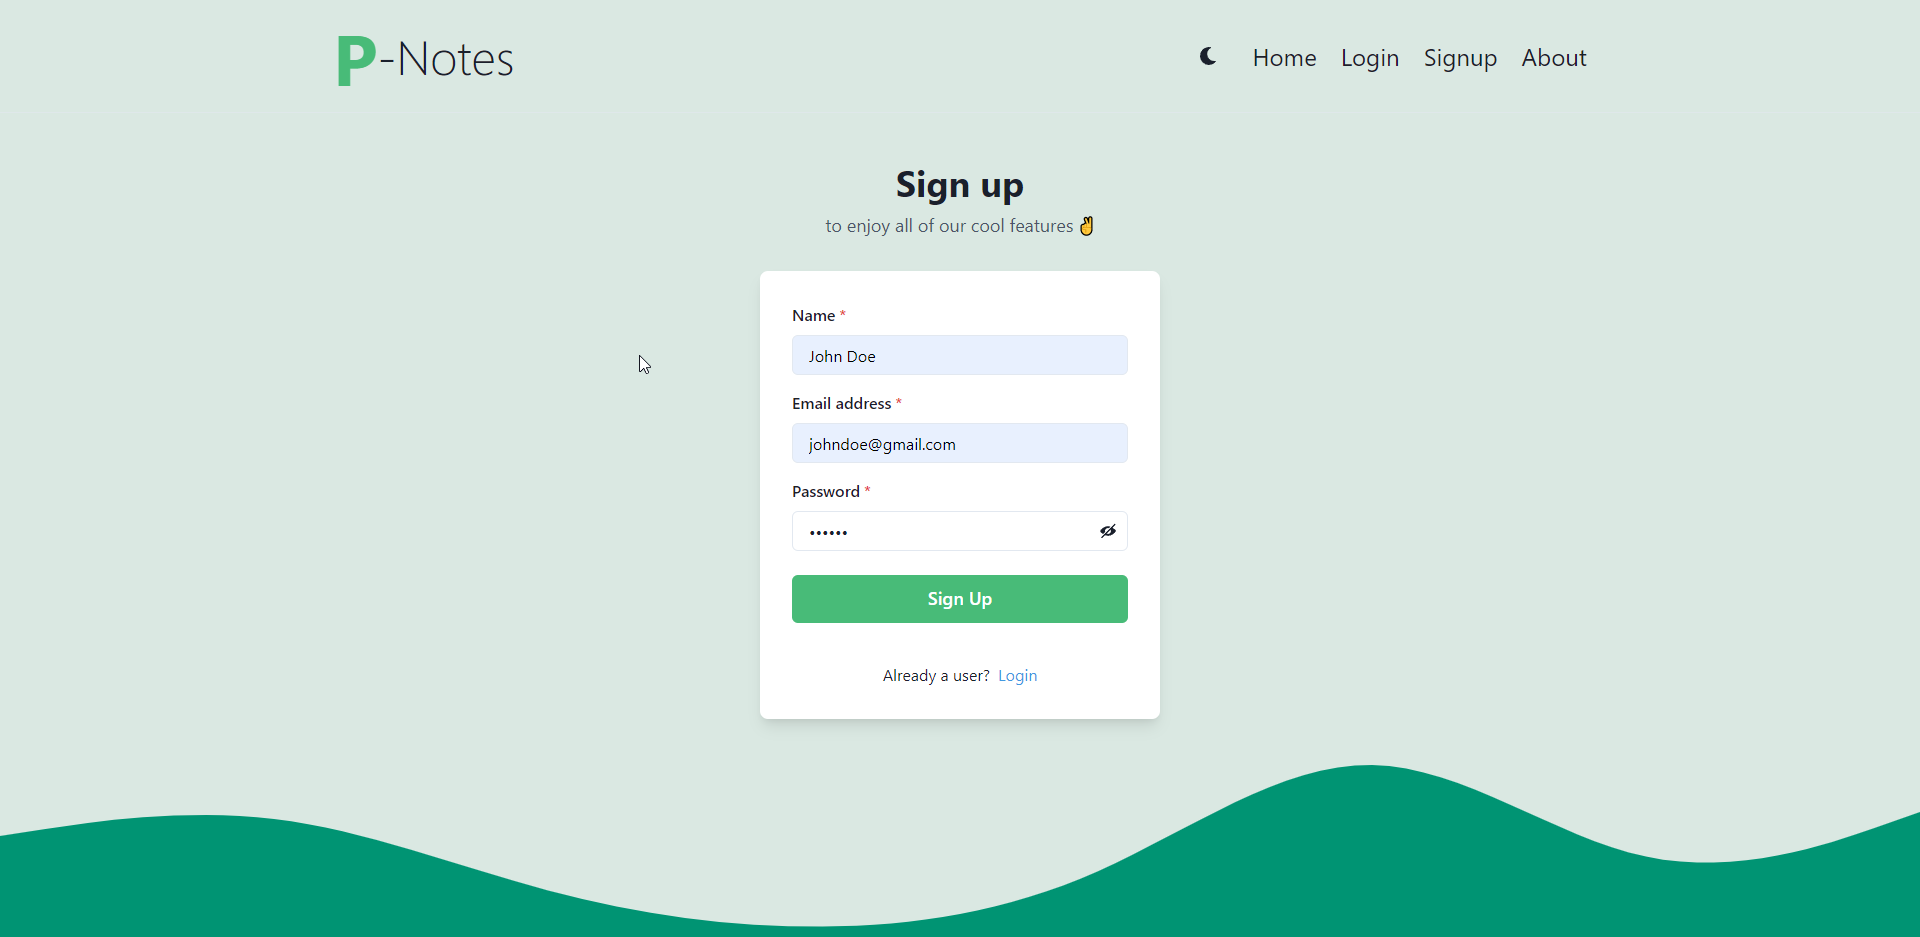 P-Notes
Home Login Signup About
Sign up
to enjoy all of our cool features ✌
Name *
John Doe
Email address *
johndoe@gmail.com
Password *
••••••
Sign Up
Already a user? Login